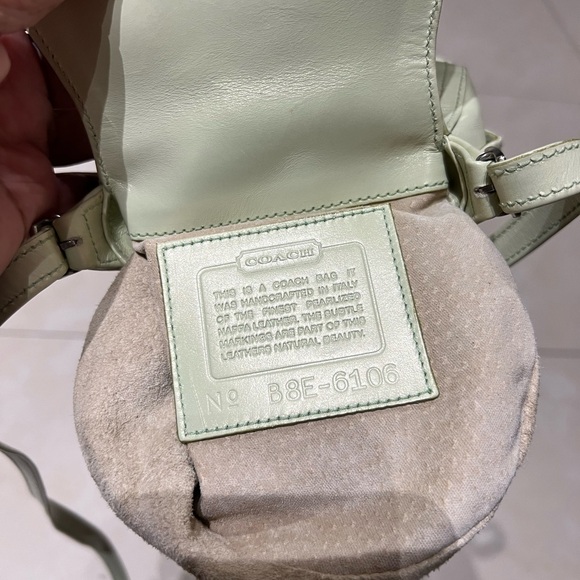 COACH
THIS IS A COACH BAG IT
WAS HANDCRAFTED IN ITALY
OF THE FINEST PEARLIZED
NAPPA LEATHER. THE SUBTLE
MARKINGS ARE PART OF THIS
LEATHERS NATURAL BEAUTY.
Nº B8E-6106